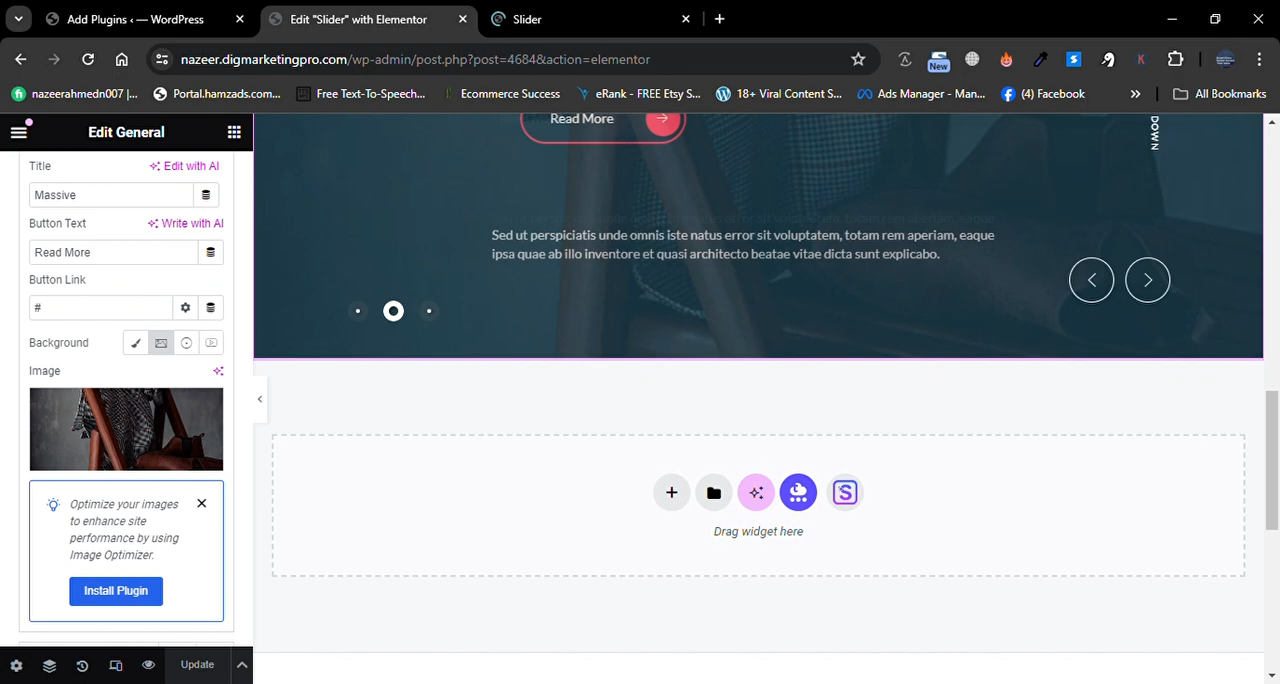 Add Plugins ‹ — WordPress
Edit "Slider" with Elementor
Slider
nazeer.digmarketingpro.com/wp-admin/post.php?post=4684&action=elementor
New
K
nazeerahmedn007 |...
Portal.hamzads.com...
Free Text-To-Speech...
Ecommerce Success
eRank - FREE Etsy S...
18+ Viral Content S...
Ads Manager - Man...
(4) Facebook
All Bookmarks
Edit General
Title
Edit with AI
Massive
Button Text
Write with AI
Read More
Button Link
#
Background
Image
Optimize your images
to enhance site
performance by using
Image Optimizer.
Install Plugin
Update
Read More
DOWN
Sed ut perspiciatis unde omnis iste natus error sit voluptatem, totam rem aperiam, eaque
ipsa quae ab illo inventore et quasi architecto beatae vitae dicta sunt explicabo.
Drag widget here